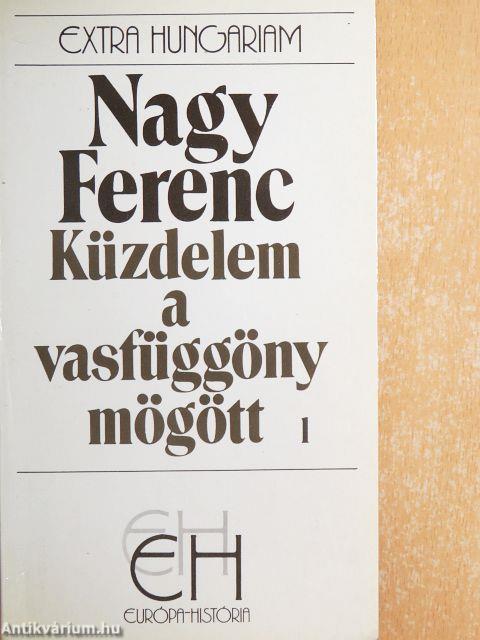 EXTRA HUNGARIAM
Nagy
Ferenc
Küzdelem
a
vasfüggöny
mögött 1
EH
EH
EURÓPA-HISTÓRIA
Antikvárium.hu